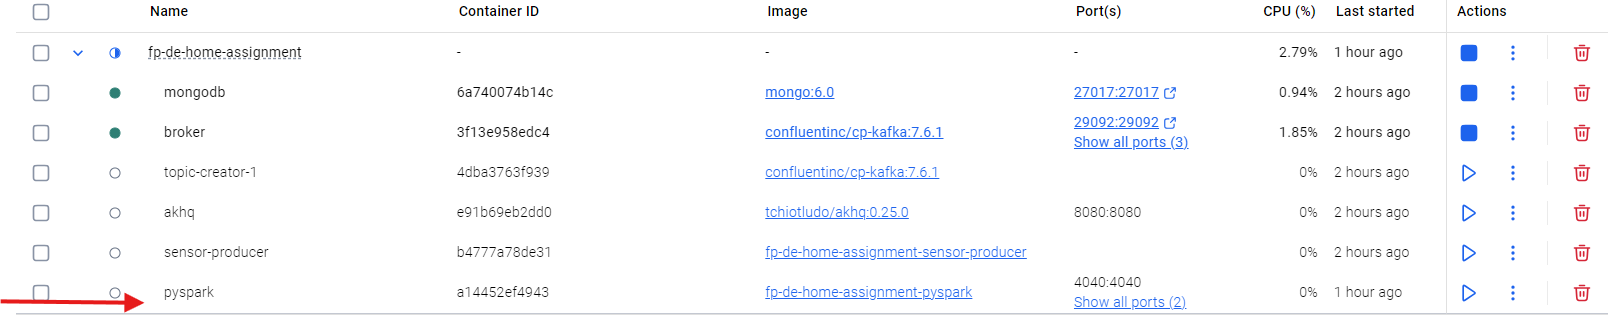 Name Container ID Image Port(s) CPU (%) Last started Actions
fp-de-home-assignment - - - 2.79% 1 hour ago
mongodb 6a740074b14c mongo:6.0 27017:27017 0.94% 2 hours ago
broker 3f13e958edc4 confluentinc/cp-kafka:7.6.1 29092:29092 1.85% 2 hours ago
Show all ports (3)
topic-creator-1 4dba3763f939 confluentinc/cp-kafka:7.6.1 0% 2 hours ago
akhq e91b69eb2dd0 tchiotludo/akhq:0.25.0 8080:8080 0% 2 hours ago
sensor-producer b4777a78de31 fp-de-home-assignment-sensor-producer 0% 2 hours ago
pyspark a14452ef4943 fp-de-home-assignment-pyspark 4040:4040 0% 1 hour ago
Show all ports (2)